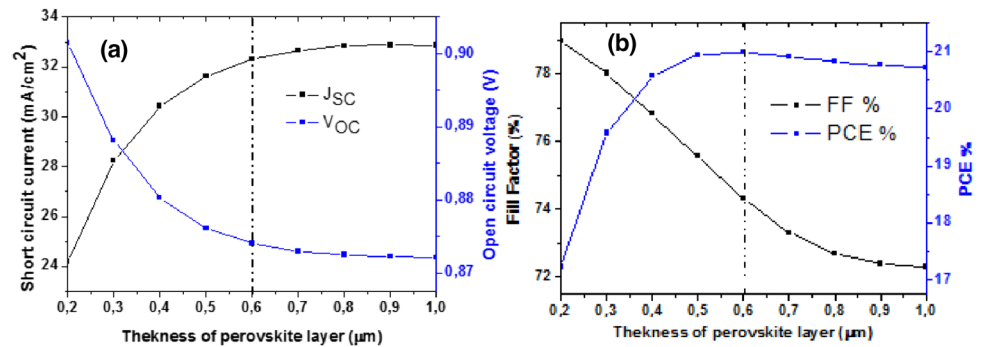 (a)
Short circuit current (mA/cm²)
34
32
30
28
26
24
J_SC
V_OC
0,90
0,89
0,88
0,87
Open circuit voltage (V)
0,2 0,3 0,4 0,5 0,6 0,7 0,8 0,9 1,0
Thekness of perovskite layer (μm)
(b)
Fill Factor (%)
78
76
74
72
FF %
PCE %
21
20
19
18
17
PCE %
0,2 0,3 0,4 0,5 0,6 0,7 0,8 0,9 1,0
Thekness of perovskite layer (μm)